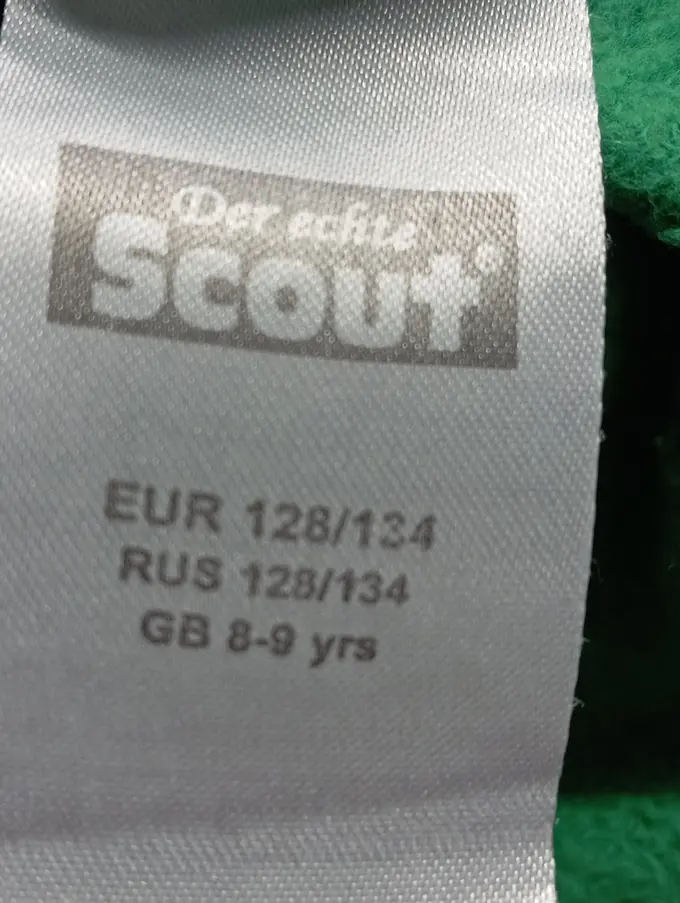 Der echte
Scout®
EUR 128/134
RUS 128/134
GB 8-9 yrs